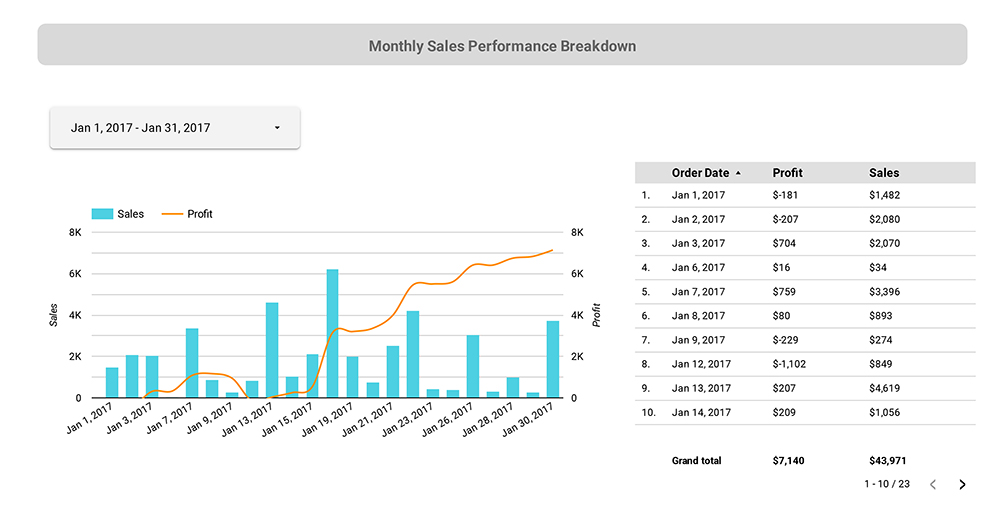 Monthly Sales Performance Breakdown
Jan 1, 2017 - Jan 31, 2017
Sales Profit
8K 8K
6K 6K
4K 4K
2K 2K
0 0
Sales
Profit
Jan 1, 2017
Jan 3, 2017
Jan 7, 2017
Jan 9, 2017
Jan 13, 2017
Jan 15, 2017
Jan 19, 2017
Jan 21, 2017
Jan 23, 2017
Jan 26, 2017
Jan 28, 2017
Jan 30, 2017
Order Date Profit Sales
1. Jan 1, 2017 $-181 $1,482
2. Jan 2, 2017 $-207 $2,080
3. Jan 3, 2017 $704 $2,070
4. Jan 6, 2017 $16 $34
5. Jan 7, 2017 $759 $3,396
6. Jan 8, 2017 $80 $893
7. Jan 9, 2017 $-229 $274
8. Jan 12, 2017 $-1,102 $849
9. Jan 13, 2017 $207 $4,619
10. Jan 14, 2017 $209 $1,056
Grand total $7,140 $43,971
1 - 10 / 23